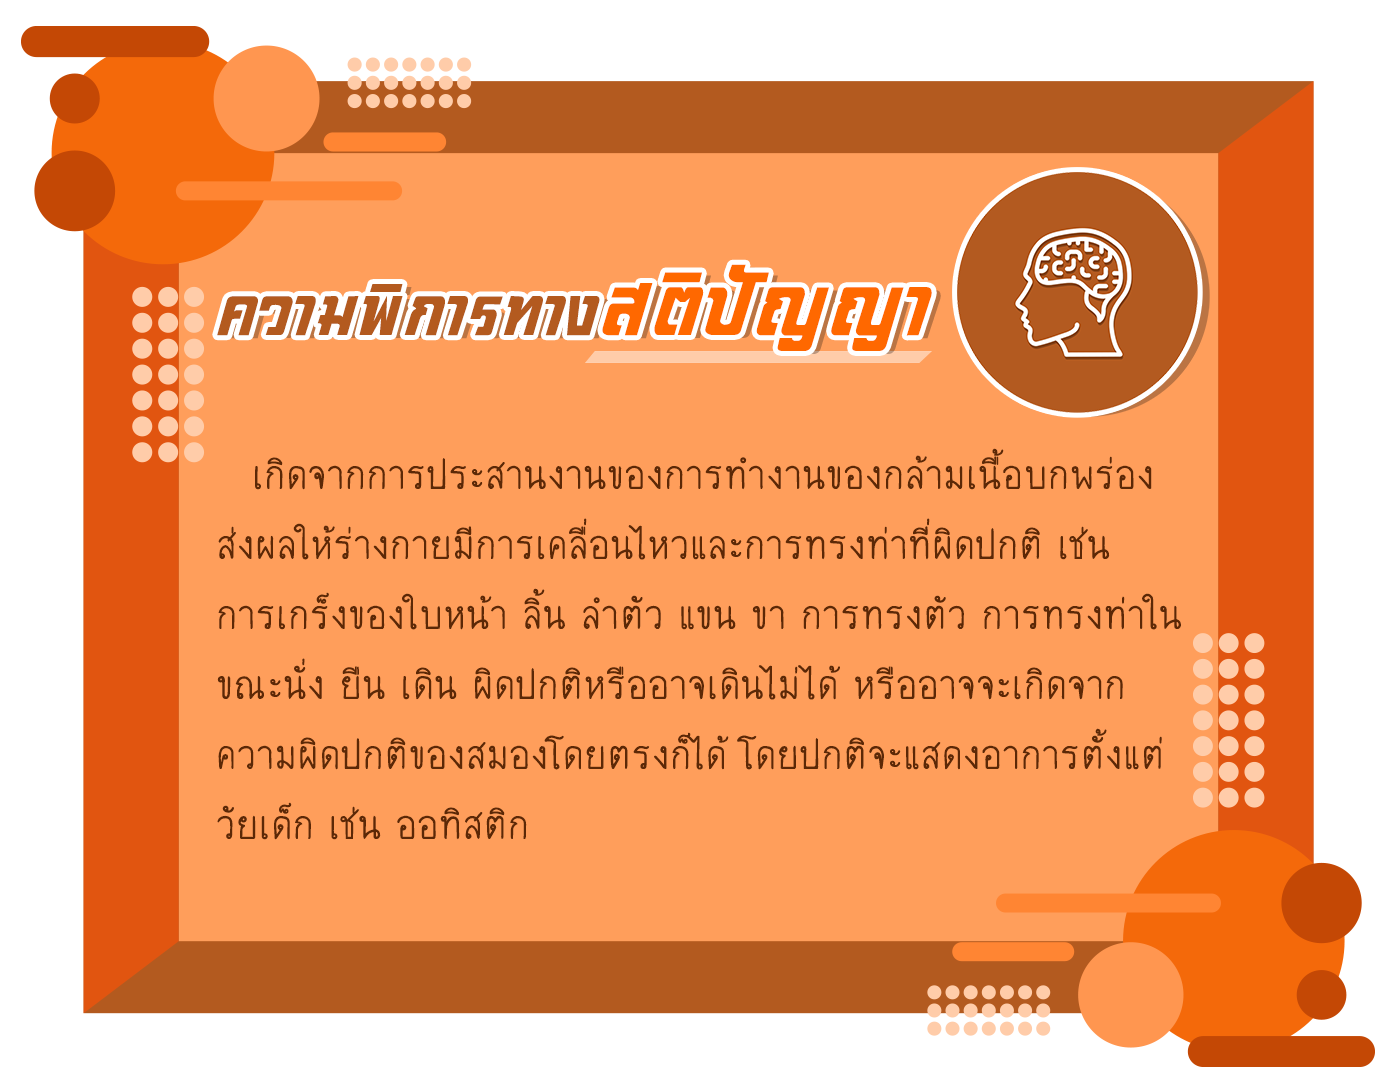 ความพิการทางสติปัญญา
เกิดจากการประสานงานของการทำงานของกล้ามเนื้อบกพร่อง
ส่งผลให้ร่างกายมีการเคลื่อนไหวและการทรงท่าที่ผิดปกติ เช่น
การเกร็งของใบหน้า ลิ้น ลำตัว แขน ขา การทรงตัว การทรงท่าใน
ขณะนั่ง ยืน เดิน ผิดปกติหรืออาจเดินไม่ได้ หรืออาจจะเกิดจาก
ความผิดปกติของสมองโดยตรงก็ได้ โดยปกติจะแสดงอาการตั้งแต่
วัยเด็ก เช่น ออทิสติก